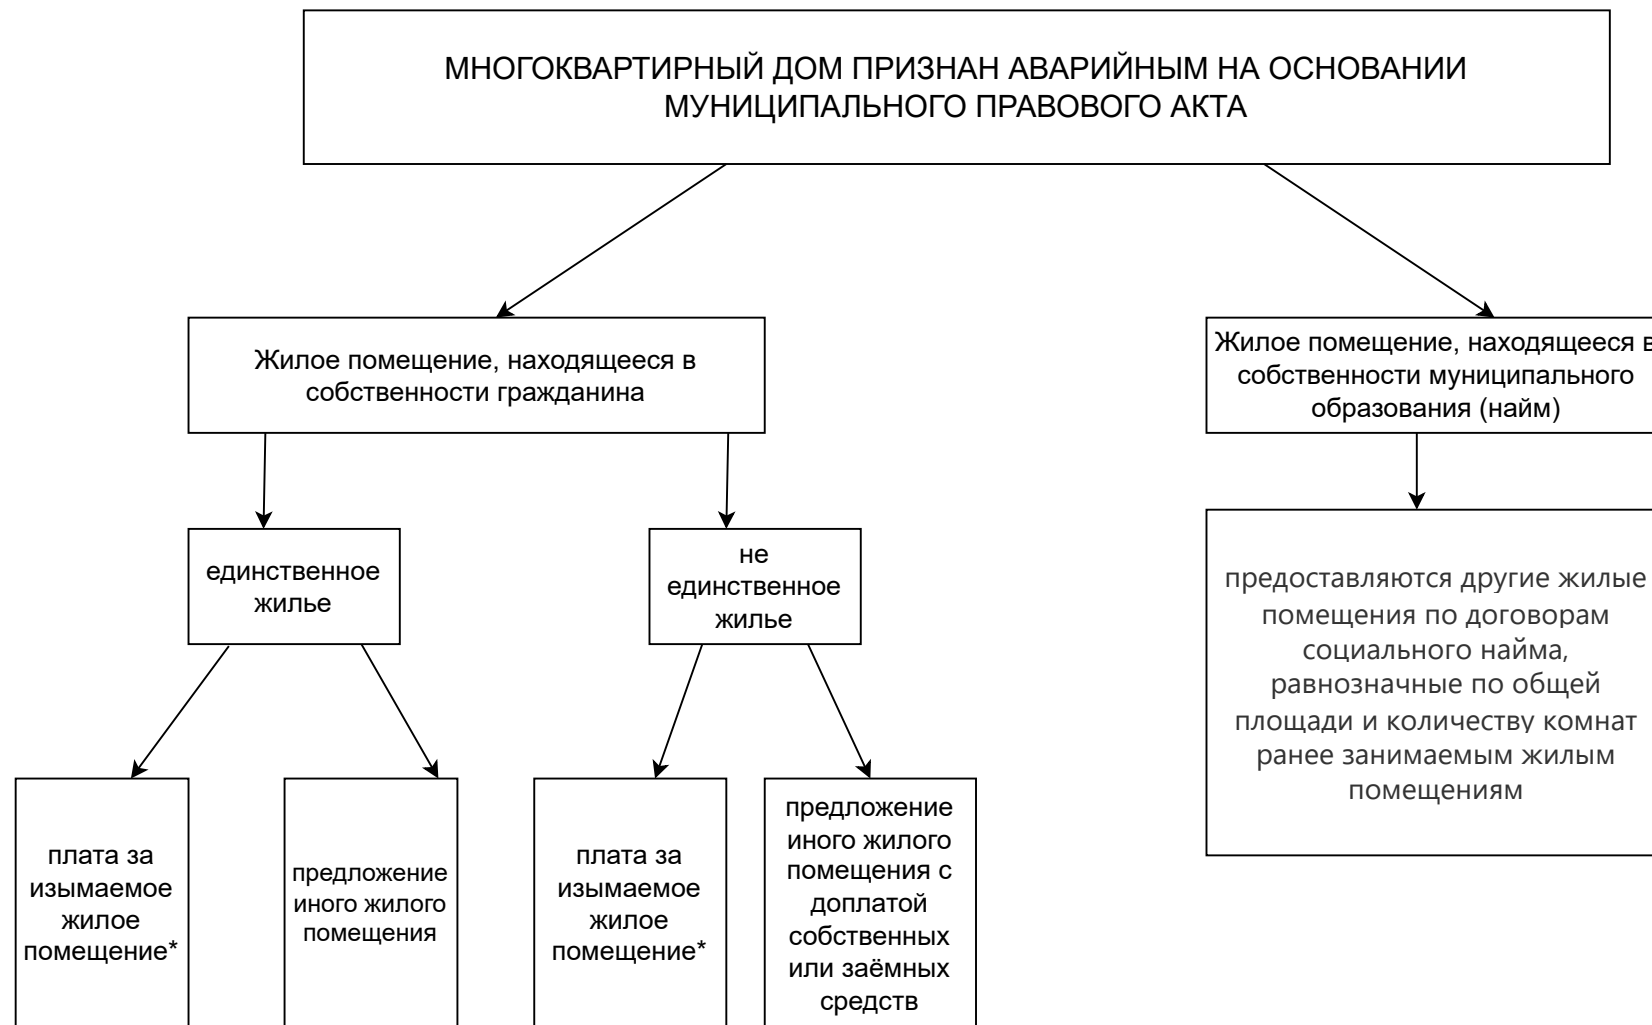 МНОГОКВАРТИРНЫЙ ДОМ ПРИЗНАН АВАРИЙНЫМ НА ОСНОВАНИИ
МУНИЦИПАЛЬНОГО ПРАВОВОГО АКТА
Жилое помещение, находящееся в
собственности гражданина
Жилое помещение, находящееся в
собственности муниципального
образования (найм)
единственное
жилье
не
единственное
жилье
предоставляются другие жилые
помещения по договорам
социального найма,
равнозначные по общей
площади и количеству комнат
ранее занимаемым жилым
помещениям
плата за
изымаемое
жилое
помещение*
предложение
иного жилого
помещения
плата за
изымаемое
жилое
помещение*
предложение
иного жилого
помещения с
доплатой
собственных
или заёмных
средств